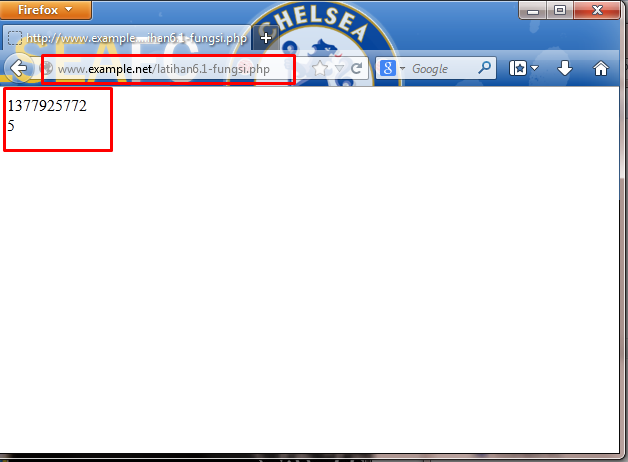 Firefox
CHELSEA
http://www.example....ihan6.1-fungsi.php
www.example.net/latihan6.1-fungsi.php
Google
1377925772
5